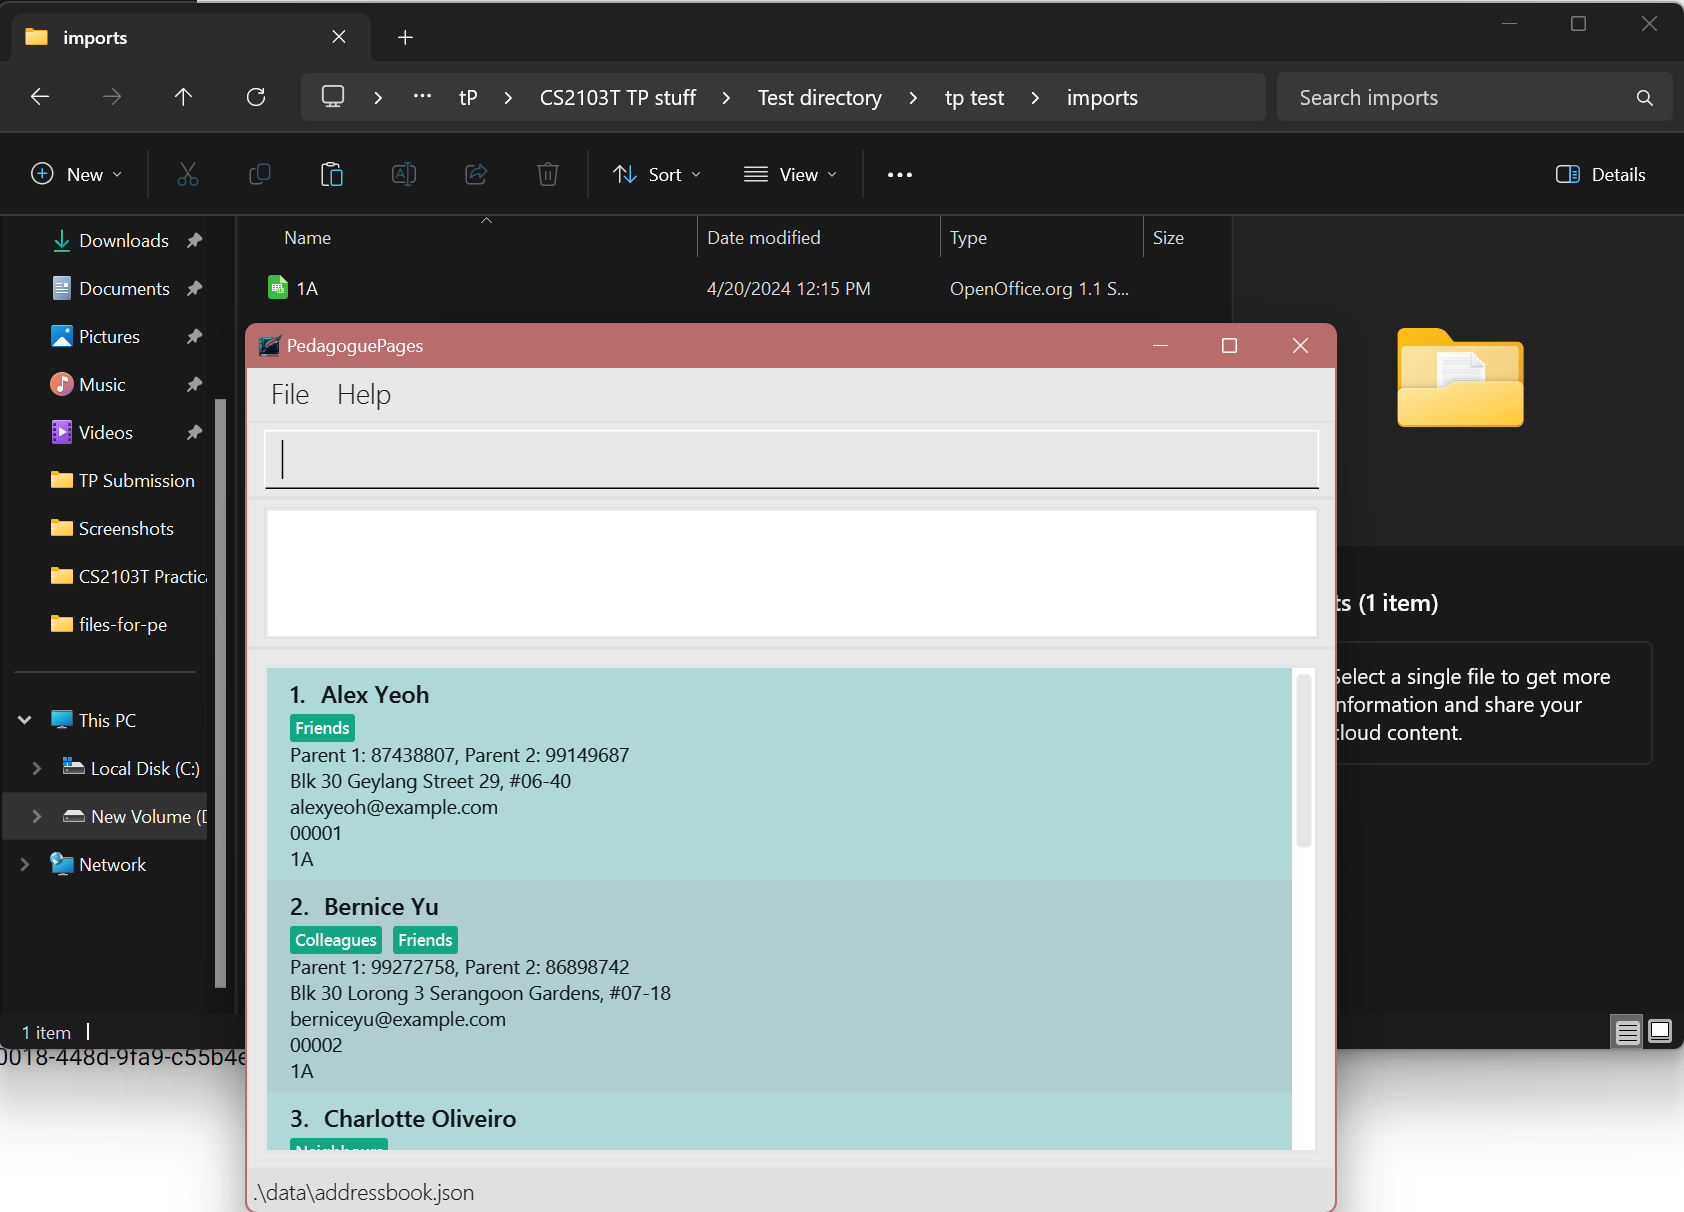 imports
tP CS2103T TP stuff Test directory tp test imports
Search imports
New Sort View Details
Name Date modified Type Size
Downloads
1A 4/20/2024 12:15 PM OpenOffice.org 1.1 S...
Documents
Pictures
Music
Videos
TP Submission
Screenshots
CS2103T Practica
files-for-pe
This PC
Local Disk (C:)
New Volume (D
Network
1 item
0018-448d-9fa9-c55b4e
PedagoguePages
File Help
1. Alex Yeoh
Friends
Parent 1: 87438807, Parent 2: 99149687
Blk 30 Geylang Street 29, #06-40
alexyeoh@example.com
00001
1A
2. Bernice Yu
Colleagues Friends
Parent 1: 99272758, Parent 2: 86898742
Blk 30 Lorong 3 Serangoon Gardens, #07-18
berniceyu@example.com
00002
1A
3. Charlotte Oliveiro
Neighbours
.\data\addressbook.json
ts (1 item)
Select a single file to get more
nformation and share your
cloud content.